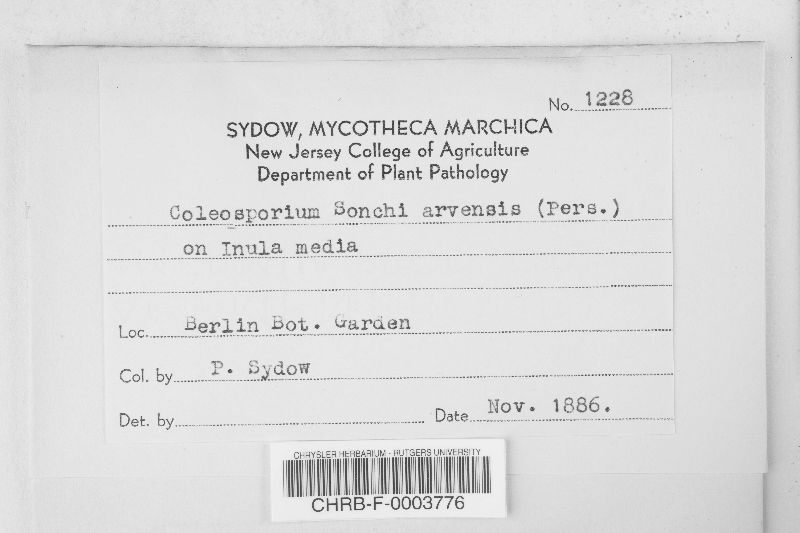 No. 1228
SYDOW, MYCOTHECA MARCHICA
New Jersey College of Agriculture
Department of Plant Pathology
Coleosporium Sonchi arvensis (Pers.)
on Inula media
Loc. Berlin Bot. Garden
Col. by P. Sydow
Det. by
Date Nov. 1886.
CHRYSLER HERBARIUM - RUTGERS UNIVERSITY
CHRB-F-0003776